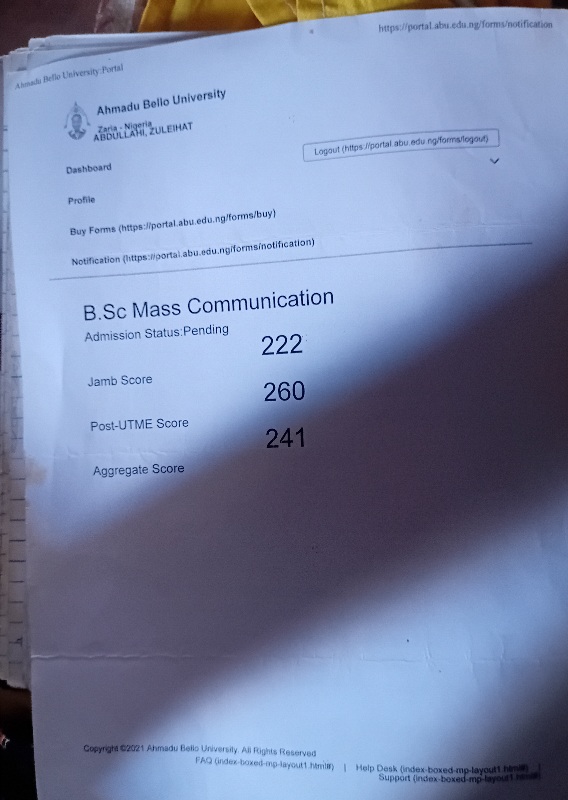 https://portal.abu.edu.ng/forms/notification
Ahmadu Bello University:Portal
Ahmadu Bello University
Zaria - Nigeria
ABDULLAHI, ZULEIHAT
Logout (https://portal.abu.edu.ng/forms/logout)
Dashboard
Profile
Buy Forms (https://portal.abu.edu.ng/forms/buy)
Notification (https://portal.abu.edu.ng/forms/notification)
B.Sc Mass Communication
Admission Status:Pending
222
Jamb Score
260
Post-UTME Score
241
Aggregate Score
Copyright ©2021 Ahmadu Bello University. All Rights Reserved
FAQ (index-boxed-mp-layout1.html#) | Help Desk (index-boxed-mp-layout1.html#) |
Support (index-boxed-mp-layout1.html#)